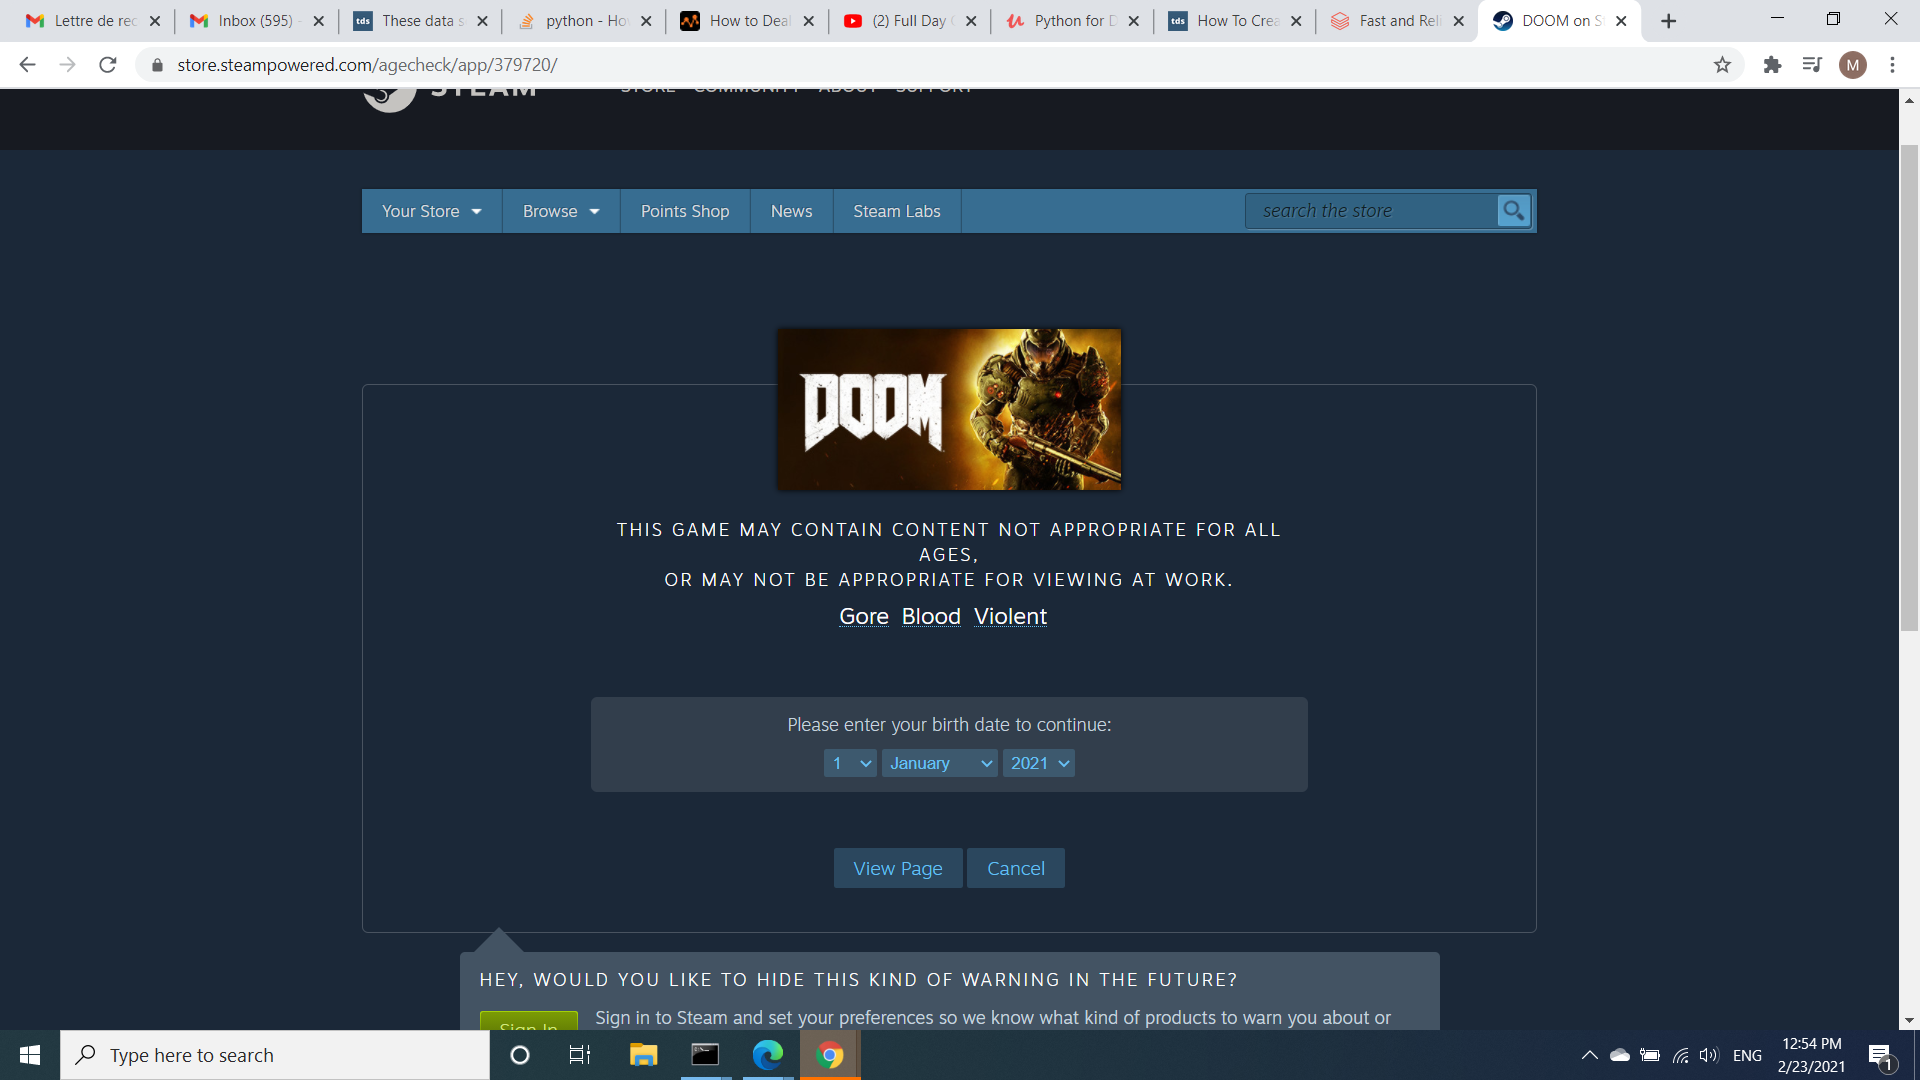 Lettre de rec
Inbox (595) -
These data s
python - Ho
How to Deal
(2) Full Day
Python for D
How To Crea
Fast and Reli
DOOM on S
store.steampowered.com/agecheck/app/379720/
M
STEAM
STORE COMMUNITY ABOUT SUPPORT
Your Store
Browse
Points Shop
News
Steam Labs
search the store
DOOM
THIS GAME MAY CONTAIN CONTENT NOT APPROPRIATE FOR ALL
AGES,
OR MAY NOT BE APPROPRIATE FOR VIEWING AT WORK.
Gore Blood Violent
Please enter your birth date to continue:
1 January 2021
View Page
Cancel
HEY, WOULD YOU LIKE TO HIDE THIS KIND OF WARNING IN THE FUTURE?
Sign In
Sign in to Steam and set your preferences so we know what kind of products to warn you about or
Type here to search
ENG
12:54 PM
2/23/2021
1